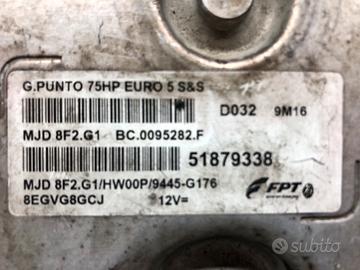 G.PUNTO 75HP EURO 5 S&S
D032 9M16
MJD 8F2.G1 BC.0095282.F
51879338
MJD 8F2.G1/HW00P/9445-G176
8EGVG8GCJ 12V=
FPT
subito